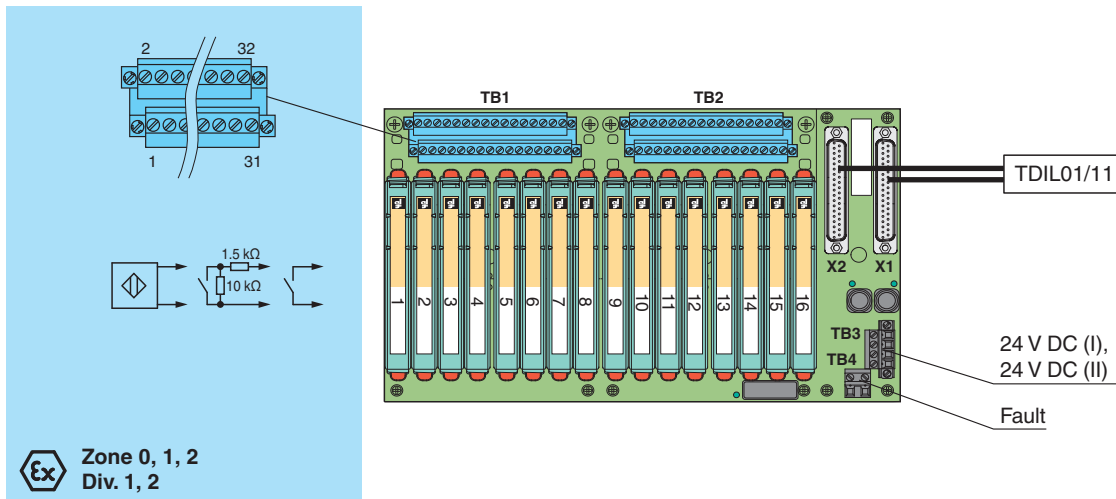 2 32
1 31
1.5 kΩ
10 kΩ
Ex
Zone 0, 1, 2
Div. 1, 2
TB1 TB2
1 2 3 4 5 6 7 8 9 10 11 12 13 14 15 16
X2 X1
TDIL01/11
TB3
TB4
24 V DC (I),
24 V DC (II)
Fault